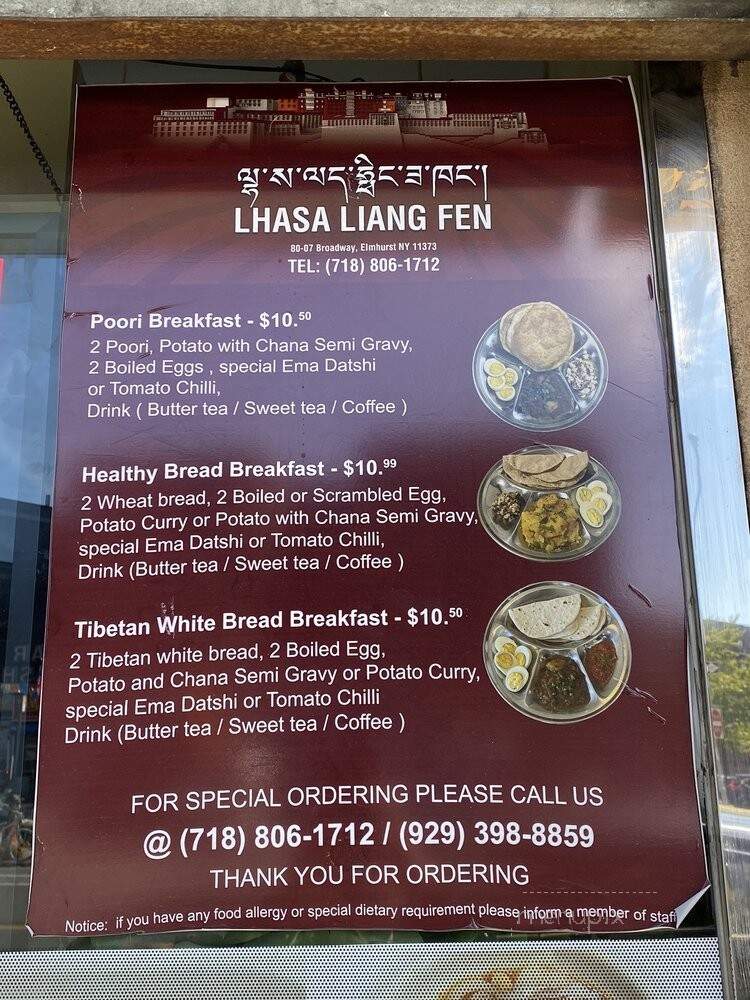 ལྷ་ས་ལད་རྙིང་ཟ་ཁང་།
LHASA LIANG FEN
80-07 Broadway, Elmhurst NY 11373
TEL: (718) 806-1712
Poori Breakfast - $10.50
2 Poori, Potato with Chana Semi Gravy,
2 Boiled Eggs , special Ema Datshi
or Tomato Chilli,
Drink ( Butter tea / Sweet tea / Coffee )
Healthy Bread Breakfast - $10.99
2 Wheat bread, 2 Boiled or Scrambled Egg,
Potato Curry or Potato with Chana Semi Gravy,
special Ema Datshi or Tomato Chilli,
Drink (Butter tea / Sweet tea / Coffee )
Tibetan White Bread Breakfast - $10.50
2 Tibetan white bread, 2 Boiled Egg,
Potato and Chana Semi Gravy or Potato Curry,
special Ema Datshi or Tomato Chilli
Drink (Butter tea / Sweet tea / Coffee )
FOR SPECIAL ORDERING PLEASE CALL US
@ (718) 806-1712 / (929) 398-8859
THANK YOU FOR ORDERING
Notice: if you have any food allergy or special dietary requirement please inform a member of staff
menupix